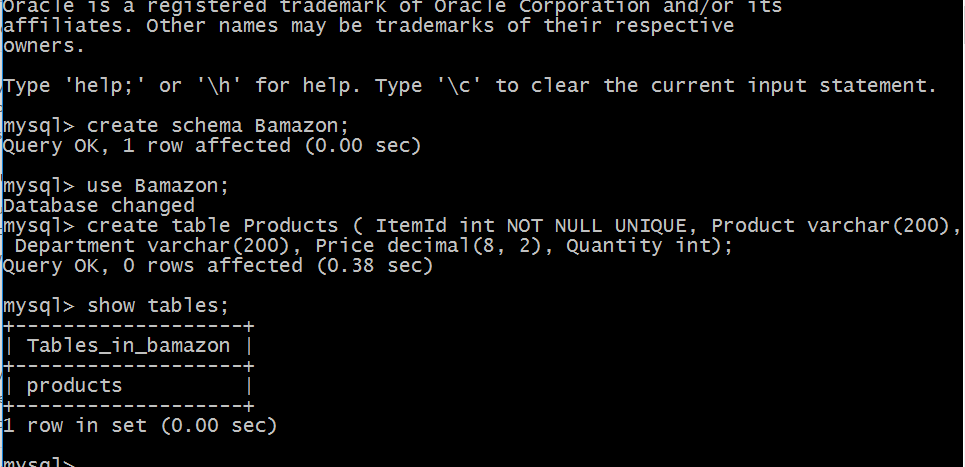 Oracle is a registered trademark of Oracle Corporation and/or its
affiliates. Other names may be trademarks of their respective
owners.
Type 'help;' or '\h' for help. Type '\c' to clear the current input statement.
mysql> create schema Bamazon;
Query OK, 1 row affected (0.00 sec)
mysql> use Bamazon;
Database changed
mysql> create table Products ( ItemId int NOT NULL UNIQUE, Product varchar(200),
 Department varchar(200), Price decimal(8, 2), Quantity int);
Query OK, 0 rows affected (0.38 sec)
mysql> show tables;
+-------------------+
| Tables_in_bamazon |
+-------------------+
| products          |
+-------------------+
1 row in set (0.00 sec)
mysql>